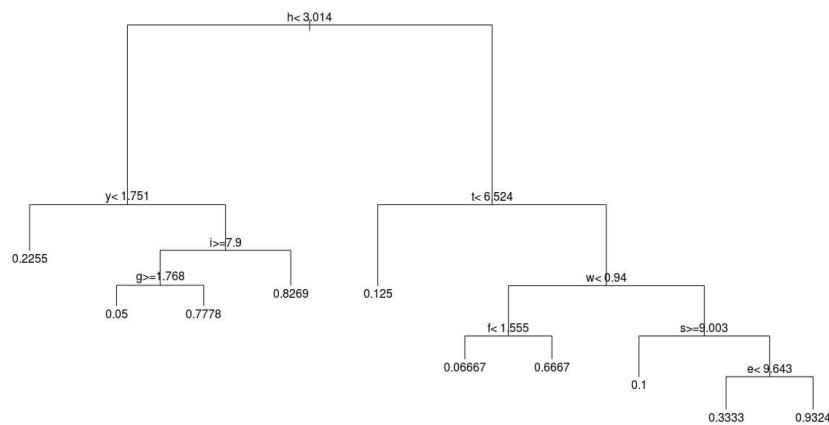 h< 3.014
y< 1.751
t< 6.524
0.2255
i>=7.9
g>=1.768
0.8269
0.125
w< 0.94
0.05
0.7778
f< 1.555
s>=9.003
0.06667
0.6667
0.1
e< 9.643
0.3333
0.9324